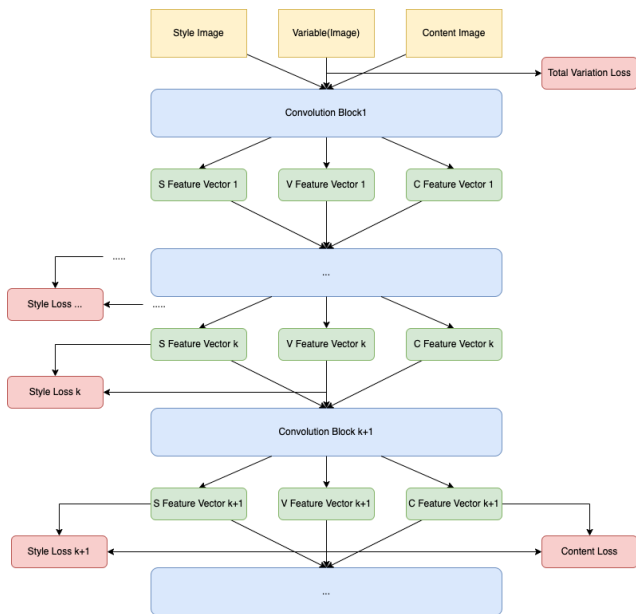 Style Image
Variable(Image)
Content Image
Total Variation Loss
Convolution Block1
S Feature Vector 1
V Feature Vector 1
C Feature Vector 1
.....
...
Style Loss ...
.....
S Feature Vector k
V Feature Vector k
C Feature Vector k
Style Loss k
Convolution Block k+1
S Feature Vector k+1
V Feature Vector k+1
C Feature Vector k+1
Style Loss k+1
Content Loss
...